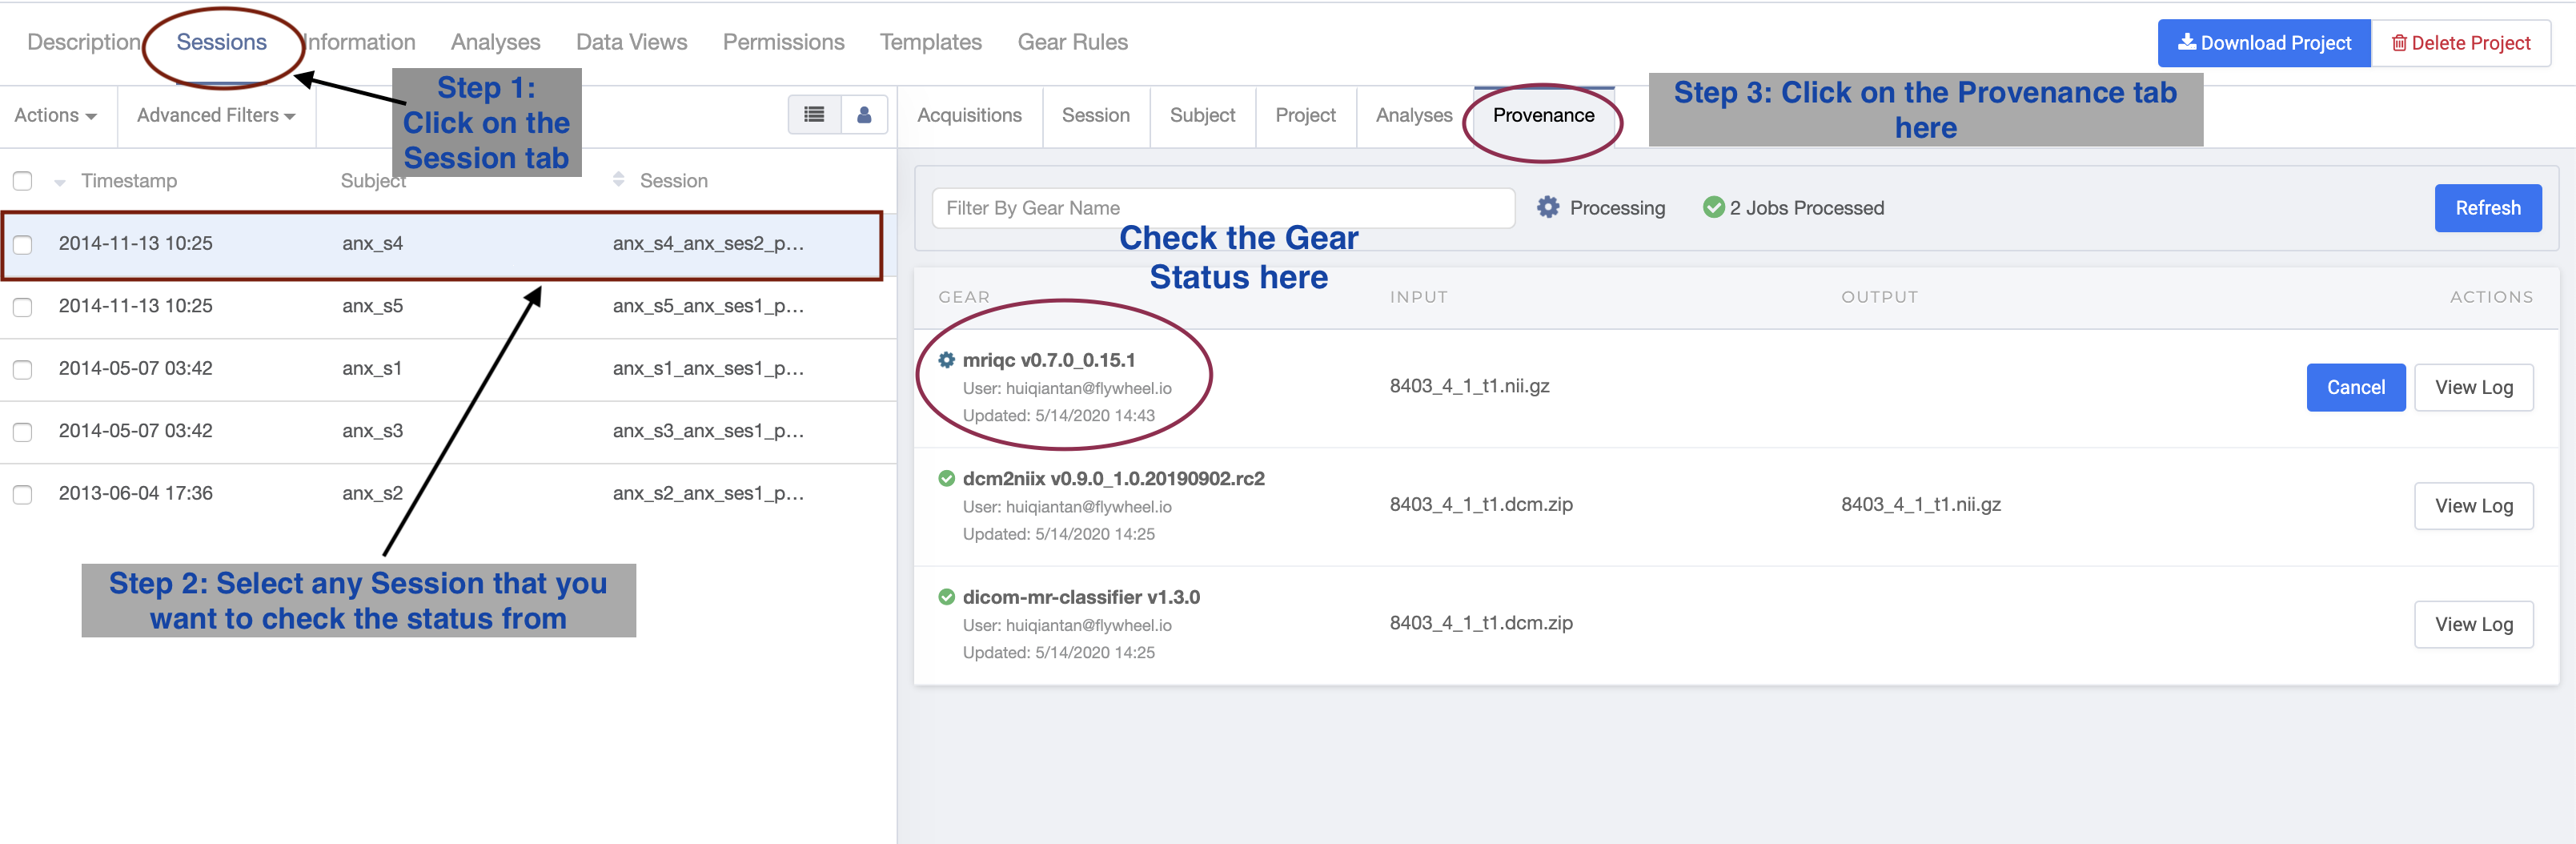 Description Sessions Information Analyses Data Views Permissions Templates Gear Rules Download Project Delete Project
Step 1:
Click on the
Session tab
Step 3: Click on the Provenance tab
here
Actions Advanced Filters
Acquisitions Session Subject Project Analyses Provenance
Timestamp Subject Session
2014-11-13 10:25 anx_s4 anx_s4_anx_ses2_p...
2014-11-13 10:25 anx_s5 anx_s5_anx_ses1_p...
2014-05-07 03:42 anx_s1 anx_s1_anx_ses1_p...
2014-05-07 03:42 anx_s3 anx_s3_anx_ses1_p...
2013-06-04 17:36 anx_s2 anx_s2_anx_ses1_p...
Step 2: Select any Session that you
want to check the status from
Filter By Gear Name Processing 2 Jobs Processed Refresh
Check the Gear
Status here
GEAR INPUT OUTPUT ACTIONS
mriqc v0.7.0_0.15.1
User: huiqiantan@flywheel.io
Updated: 5/14/2020 14:43
8403_4_1_t1.nii.gz
Cancel View Log
dcm2niix v0.9.0_1.0.20190902.rc2
User: huiqiantan@flywheel.io
Updated: 5/14/2020 14:25
8403_4_1_t1.dcm.zip 8403_4_1_t1.nii.gz
View Log
dicom-mr-classifier v1.3.0
User: huiqiantan@flywheel.io
Updated: 5/14/2020 14:25
8403_4_1_t1.dcm.zip
View Log